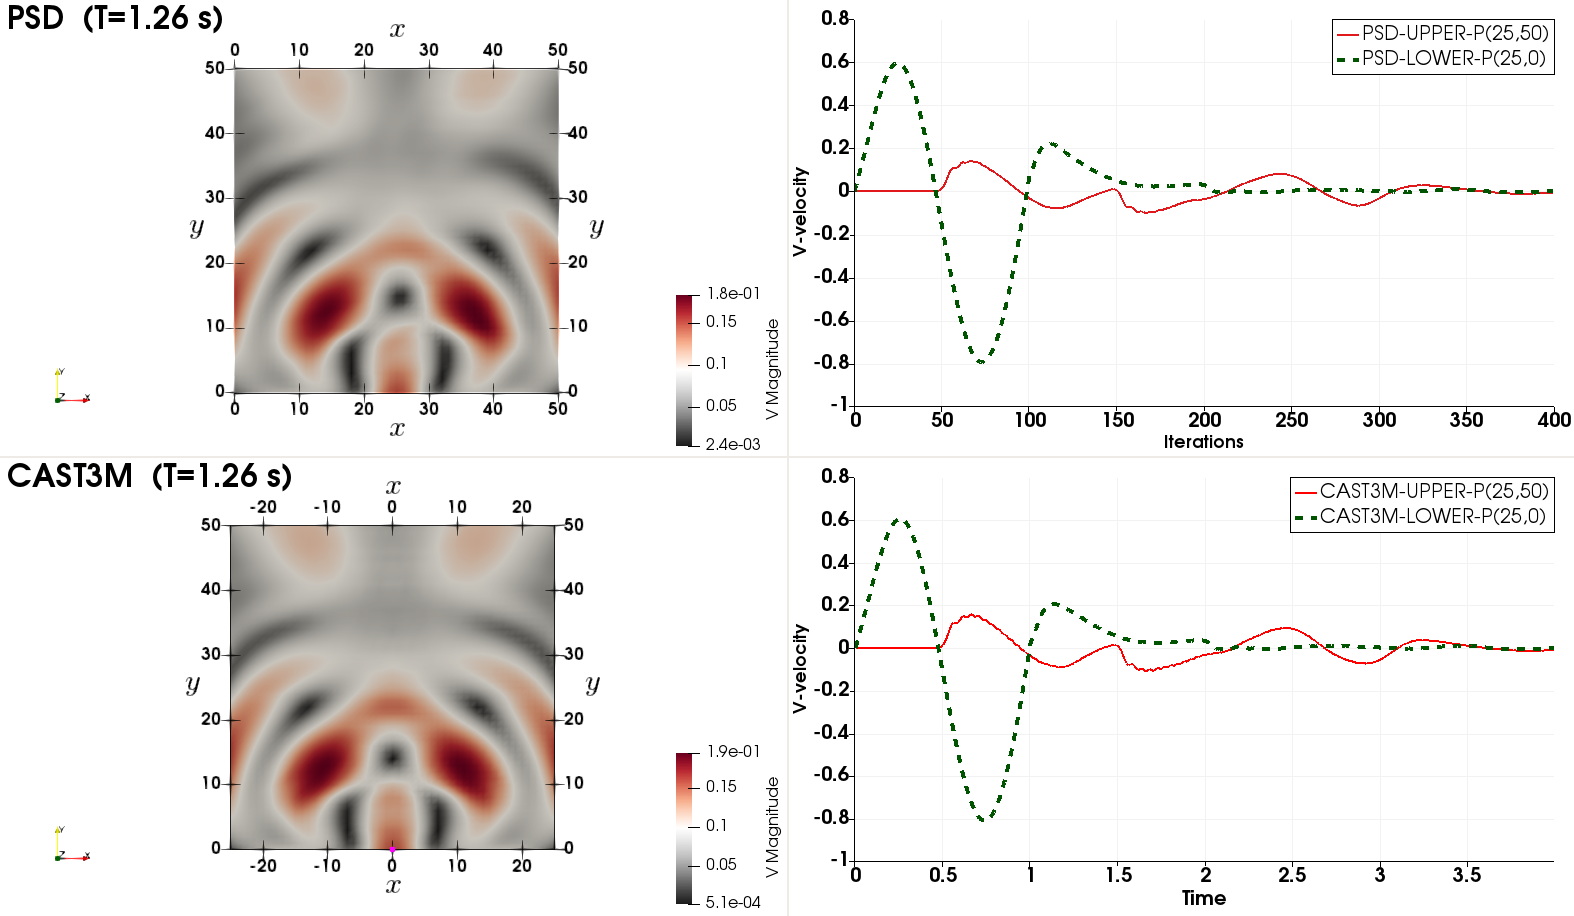 PSD (T=1.26 s)
x
0 10 20 30 40 50
50 50
40 40
30 30
y y
20 20
10 10
0 0
0 10 20 30 40 50
x
1.8e-01
0.15
0.1
0.05
2.4e-03
V Magnitude
Y
Z X
0.8
0.6
0.4
0.2
0
-0.2
-0.4
-0.6
-0.8
-1
V-velocity
PSD-UPPER-P(25,50)
PSD-LOWER-P(25,0)
0 50 100 150 200 250 300 350 400
Iterations
CAST3M (T=1.26 s)
x
-20 -10 0 10 20
50 50
40 40
30 30
y y
20 20
10 10
0 0
-20 -10 0 10 20
x
1.9e-01
0.15
0.1
0.05
5.1e-04
V Magnitude
Y
Z X
0.8
0.6
0.4
0.2
0
-0.2
-0.4
-0.6
-0.8
-1
V-velocity
CAST3M-UPPER-P(25,50)
CAST3M-LOWER-P(25,0)
0 0.5 1 1.5 2 2.5 3 3.5
Time